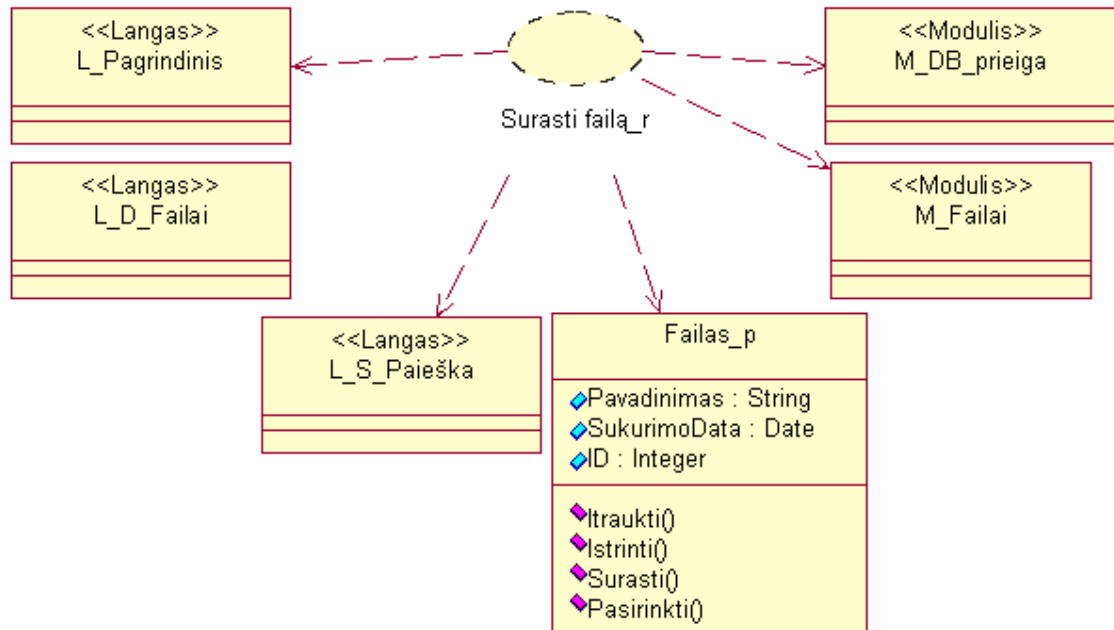 <<Langas>>
L_Pagrindinis
<<Modulis>>
M_DB_prieiga
Surasti failą_r
<<Langas>>
L_D_Failai
<<Modulis>>
M_Failai
<<Langas>>
L_S_Paieška
Failas_p
Pavadinimas : String
SukurimoData : Date
ID : Integer
Itraukti()
Istrinti()
Surasti()
Pasirinkti()